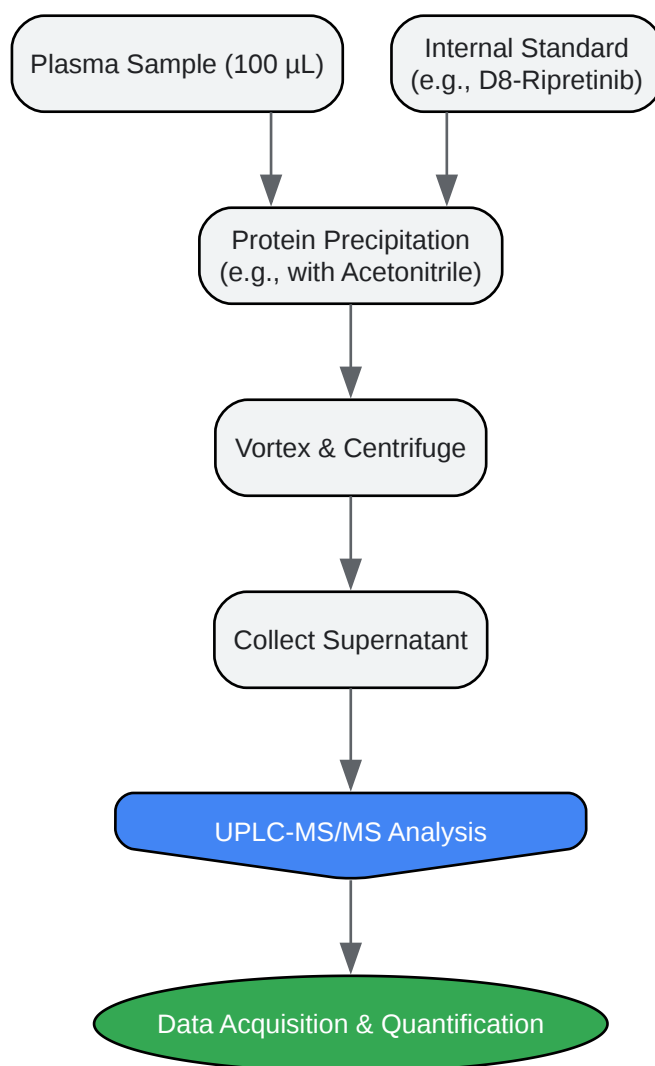 Plasma Sample (100 µL)
Internal Standard
(e.g., D8-Ripretinib)
Protein Precipitation
(e.g., with Acetonitrile)
Vortex & Centrifuge
Collect Supernatant
UPLC-MS/MS Analysis
Data Acquisition & Quantification